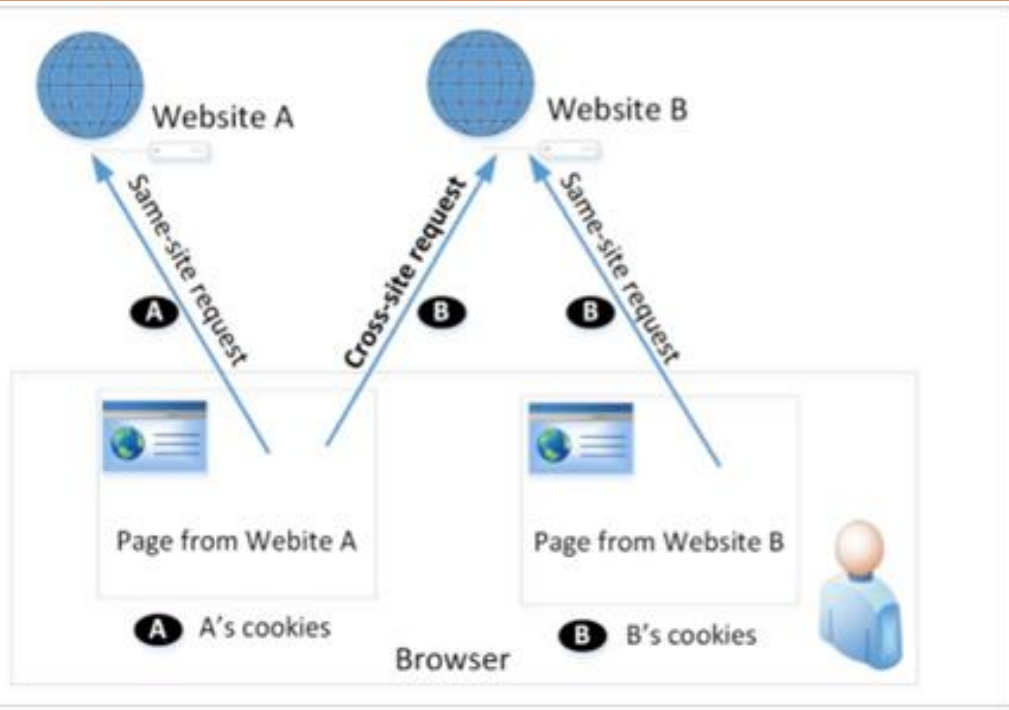 Website A
Website B
Same-site request
Cross-site request
Same-site request
A
B
B
Page from Webite A
Page from Website B
A A's cookies
B B's cookies
Browser